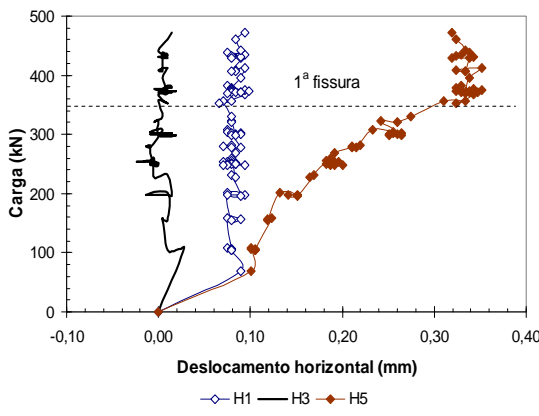 500
400
300
200
100
0
Carga (kN)
1ª fissura
-0,10
0,00
0,10
0,20
0,30
0,40
Deslocamento horizontal (mm)
H1
H3
H5